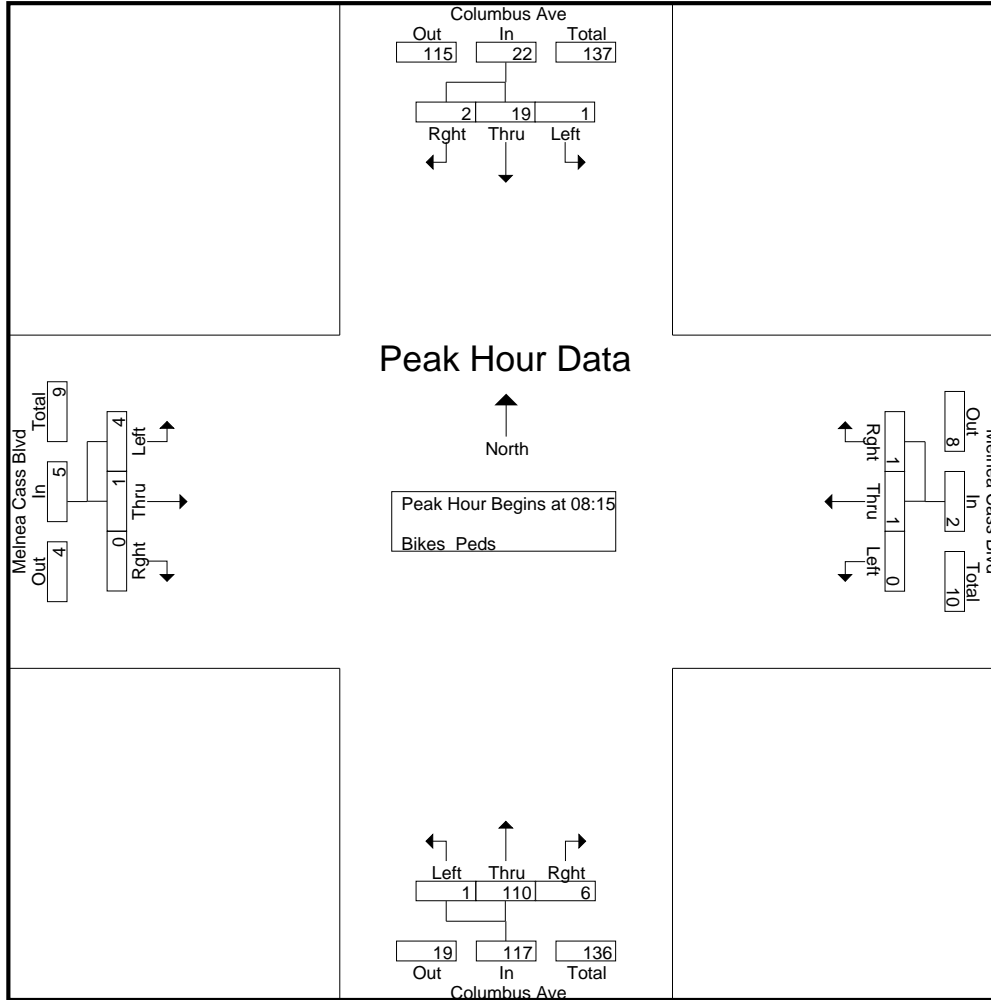 Columbus Ave
Out In Total
115 22 137
2 19 1
Rght Thru Left
Peak Hour Data
North
Peak Hour Begins at 08:15
Bikes Peds
Melnea Cass Blvd
Out In Total
4 5 9
Left Thru Rght
4 1 0
Melnea Cass Blvd
Out In Total
8 2 10
Rght Thru Left
1 1 0
Left Thru Rght
1 110 6
19 117 136
Out In Total
Columbus Ave